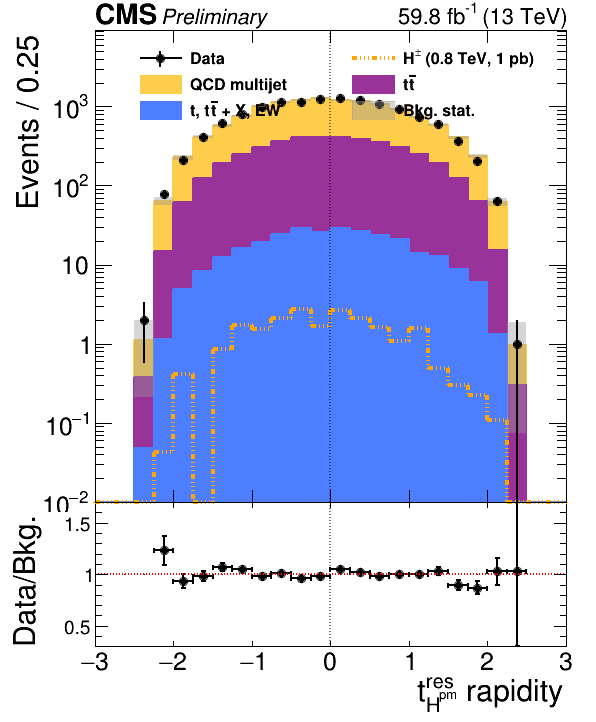 CMS Preliminary 59.8 fb⁻¹ (13 TeV)
Events / 0.25
Data
H± (0.8 TeV, 1 pb)
QCD multijet
tt̅
t, tt̅ + X, EW
Bkg. stat.
10³
10²
10
1
10⁻¹
10⁻²
Data/Bkg.
1.5
1
0.5
−3 −2 −1 0 1 2 3
t^res_H^pm rapidity